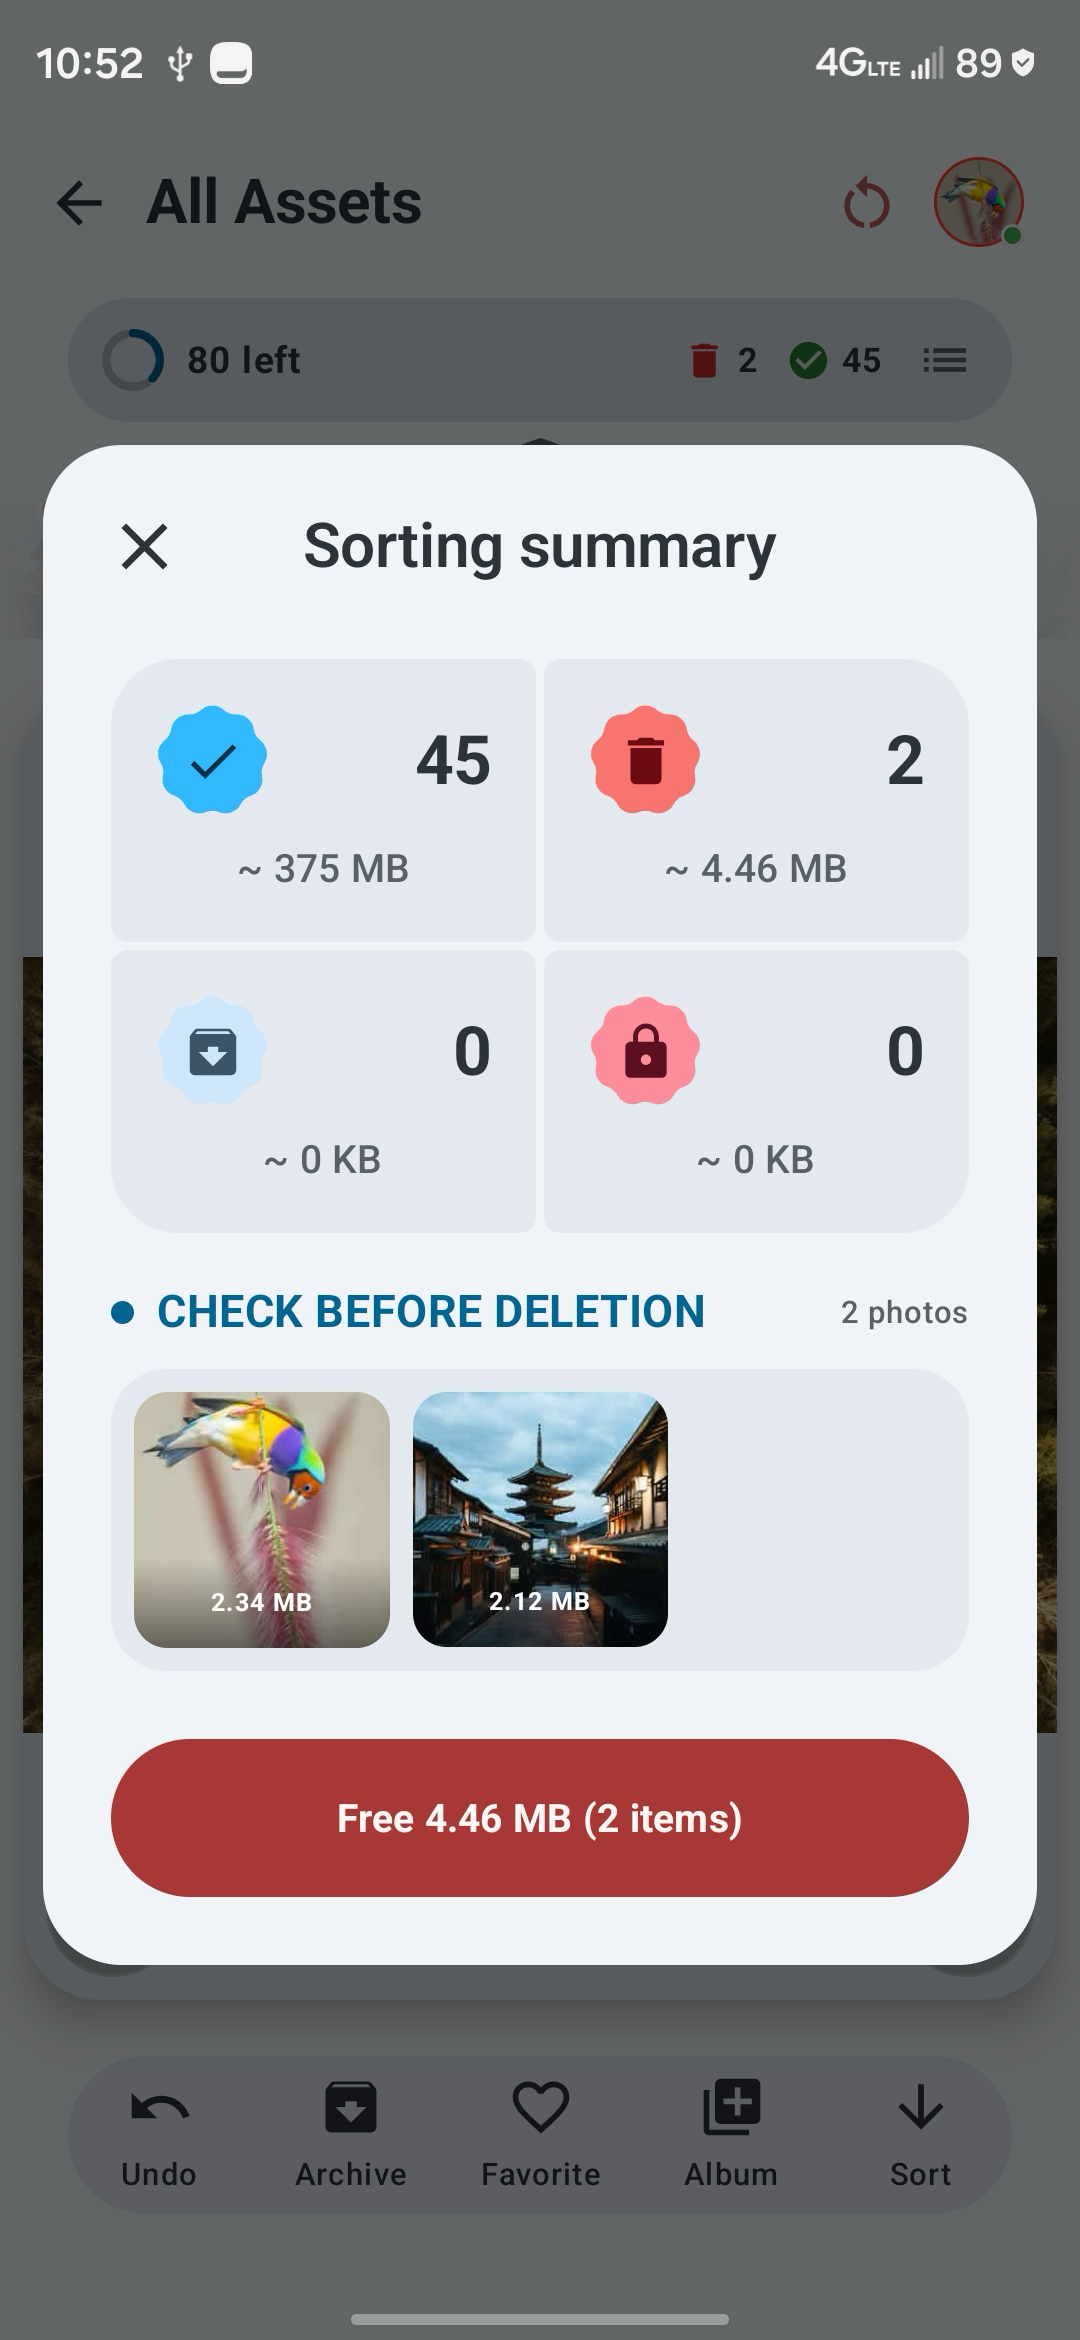 10:52
4GLTE 89
All Assets
80 left 2 45
Sorting summary
45 2
~ 375 MB ~ 4.46 MB
0 0
~ 0 KB ~ 0 KB
CHECK BEFORE DELETION 2 photos
2.34 MB 2.12 MB
Free 4.46 MB (2 items)
Undo Archive Favorite Album Sort